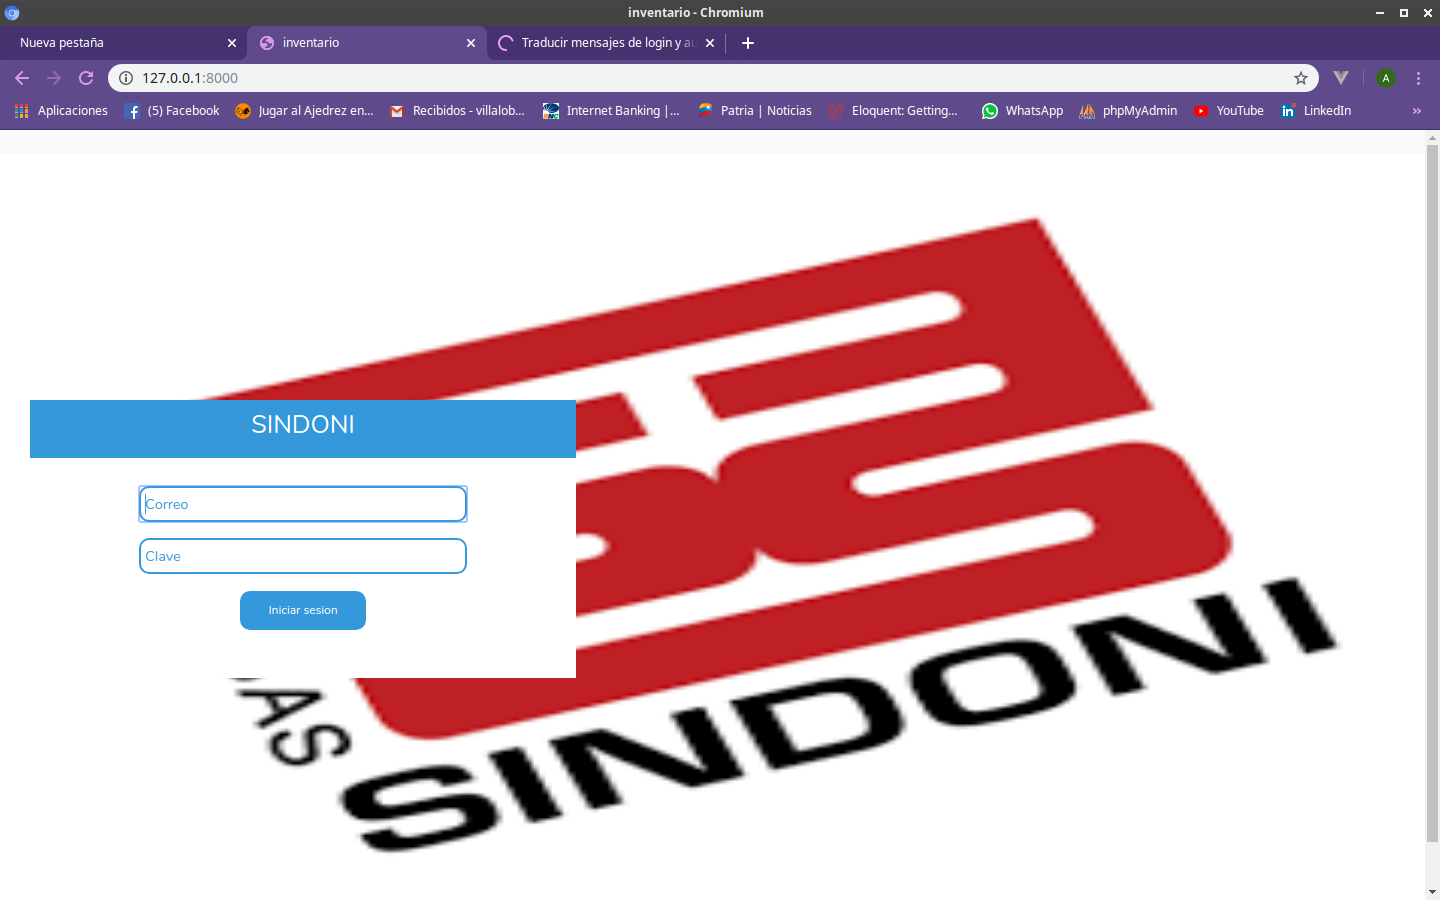 inventario - Chromium
Nueva pestaña
inventario
Traducir mensajes de login y au
127.0.0.1:8000
A
Aplicaciones
(5) Facebook
Jugar al Ajedrez en...
Recibidos - villalob...
Internet Banking |...
Patria | Noticias
Eloquent: Getting...
WhatsApp
phpMyAdmin
YouTube
LinkedIn
»
SINDONI
Correo
Clave
Iniciar sesion
AS
SINDONI